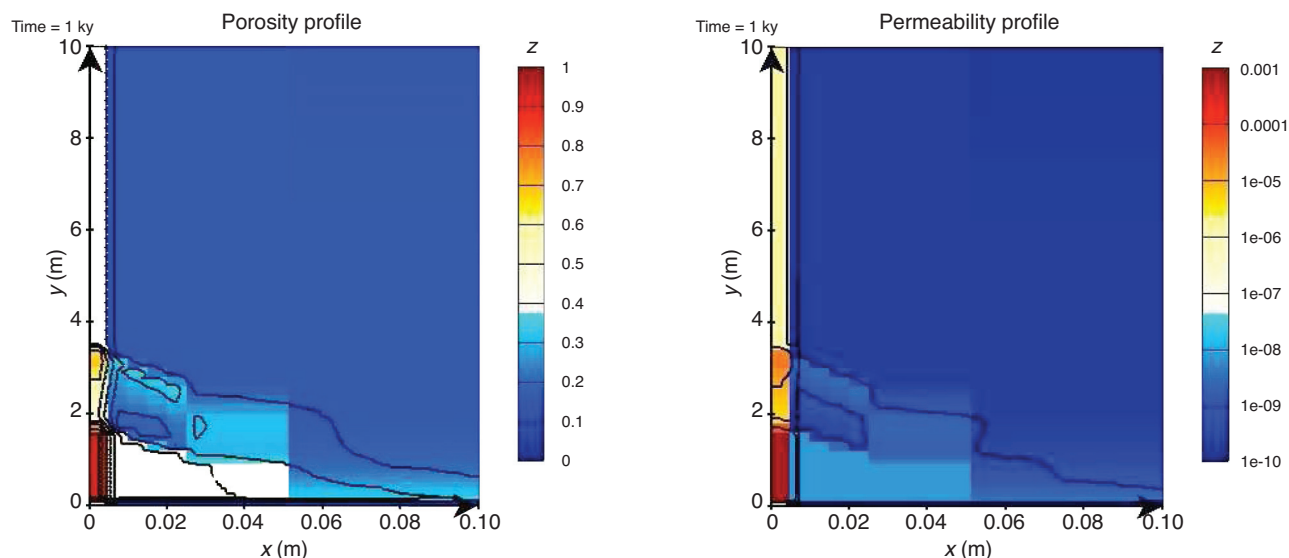 Time = 1 ky
Porosity profile
10
8
6
4
2
0
y (m)
0
0.02
0.04
0.06
0.08
0.10
x (m)
z
1
0.9
0.8
0.7
0.6
0.5
0.4
0.3
0.2
0.1
0
Time = 1 ky
Permeability profile
10
8
6
4
2
0
y (m)
0
0.02
0.04
0.06
0.08
0.10
x (m)
z
0.001
0.0001
1e-05
1e-06
1e-07
1e-08
1e-09
1e-10